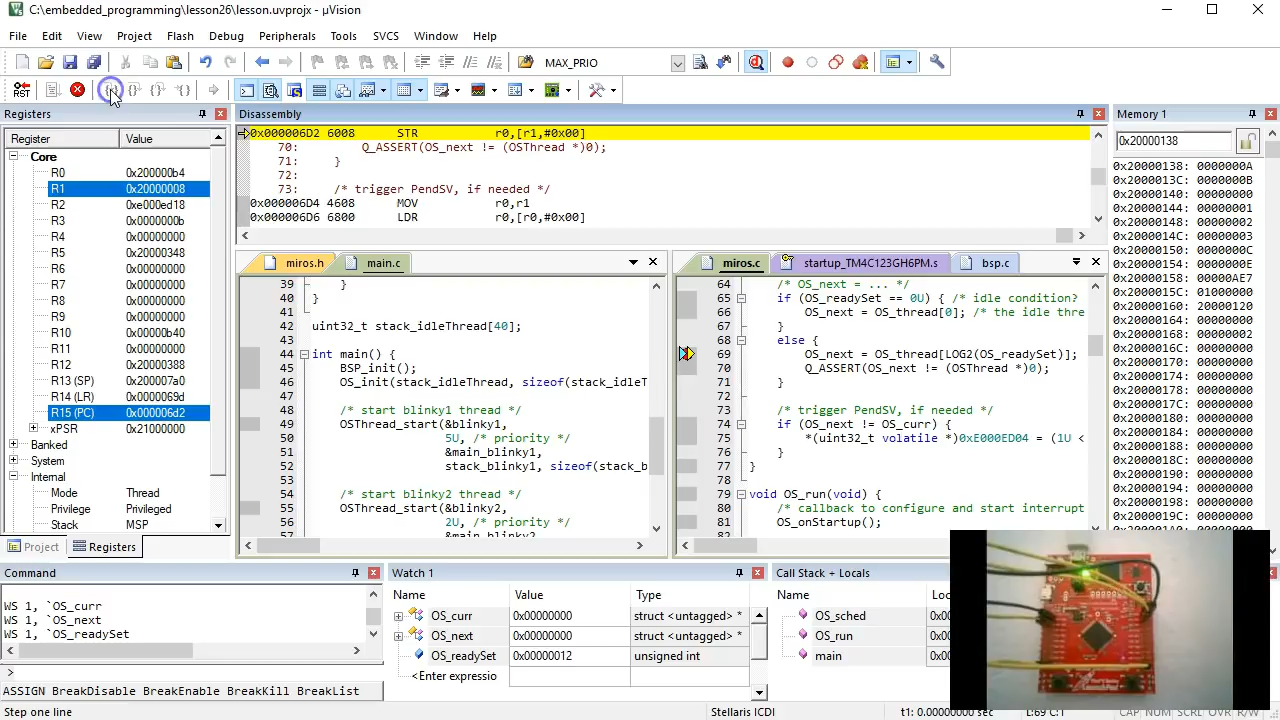 C:\embedded_programming\lesson26\lesson.uvprojx - µVision
File Edit View Project Flash Debug Peripherals Tools SVCS Window Help
MAX_PRIO
RST
Registers
Register Value
Core
R0 0x200000b4
R1 0x20000008
R2 0xe000ed18
R3 0x0000000b
R4 0x00000000
R5 0x20000348
R6 0x00000000
R7 0x00000000
R8 0x00000000
R9 0x00000000
R10 0x00000b40
R11 0x00000000
R12 0x20000388
R13 (SP) 0x200007a0
R14 (LR) 0x0000069d
R15 (PC) 0x000006d2
xPSR 0x21000000
Banked
System
Internal
Mode Thread
Privilege Privileged
Stack MSP
Project Registers
Disassembly
0x000006D2 6008 STR r0,[r1,#0x00]
70: Q_ASSERT(OS_next != (OSThread *)0);
71: }
72:
73: /* trigger PendSV, if needed */
0x000006D4 4608 MOV r0,r1
0x000006D6 6800 LDR r0,[r0,#0x00]
miros.h main.c
39 }
40 }
41
42 uint32_t stack_idleThread[40];
43
44 int main() {
45 BSP_init();
46 OS_init(stack_idleThread, sizeof(stack_idleT
47
48 /* start blinky1 thread */
49 OSThread_start(&blinky1,
50 5U, /* priority */
51 &main_blinky1,
52 stack_blinky1, sizeof(stack_b
53
54 /* start blinky2 thread */
55 OSThread_start(&blinky2,
56 2U, /* priority */
&main_blinky2
miros.c startup_TM4C123GH6PM.s bsp.c
64 /* OS_next = ... */
65 if (OS_readySet == 0U) { /* idle condition?
66 OS_next = OS_thread[0]; /* the idle thre
67 }
68 else {
69 OS_next = OS_thread[LOG2(OS_readySet)];
70 Q_ASSERT(OS_next != (OSThread *)0);
71 }
72
73 /* trigger PendSV, if needed */
74 if (OS_next != OS_curr) {
75 *(uint32_t volatile *)0xE000ED04 = (1U <
76 }
77 }
78
79 void OS_run(void) {
80 /* callback to configure and start interrupt
81 OS_onStartup();
82
Memory 1
0x20000138
0x20000138: 0000000A
0x2000013C: 0000000B
0x20000140: 00000000
0x20000144: 00000001
0x20000148: 00000002
0x2000014C: 00000003
0x20000150: 0000000E
0x20000154: 00000000
0x20000158: 00000AE7
0x2000015C: 01000000
0x20000160: 20000120
0x20000164: 00000000
0x20000168: 00000002
0x2000016C: 00000000
0x20000170: 00000000
0x20000174: 00000000
0x20000178: 00000000
0x2000017C: 00000000
0x20000180: 00000000
0x20000184: 00000000
0x20000188: 00000000
0x2000018C: 00000000
0x20000190: 00000000
0x20000194: 00000000
0x20000198: 00000000
0x2000019C: 00000000
Command
WS 1, `OS_curr
WS 1, `OS_next
WS 1, `OS_readySet
>
ASSIGN BreakDisable BreakEnable BreakKill BreakList
Watch 1
Name Value Type
OS_curr 0x00000000 struct <untagged> *
OS_next 0x00000000 struct <untagged> *
OS_readySet 0x00000012 unsigned int
<Enter expressio
Call Stack + Locals
Name Lo
OS_sched 0x00
OS_run 0x00
main 0x00
Step one line
Stellaris ICDI
t1: 0.00000000 sec
L:69 C:1
CAP NUM SCRL OVR R/W